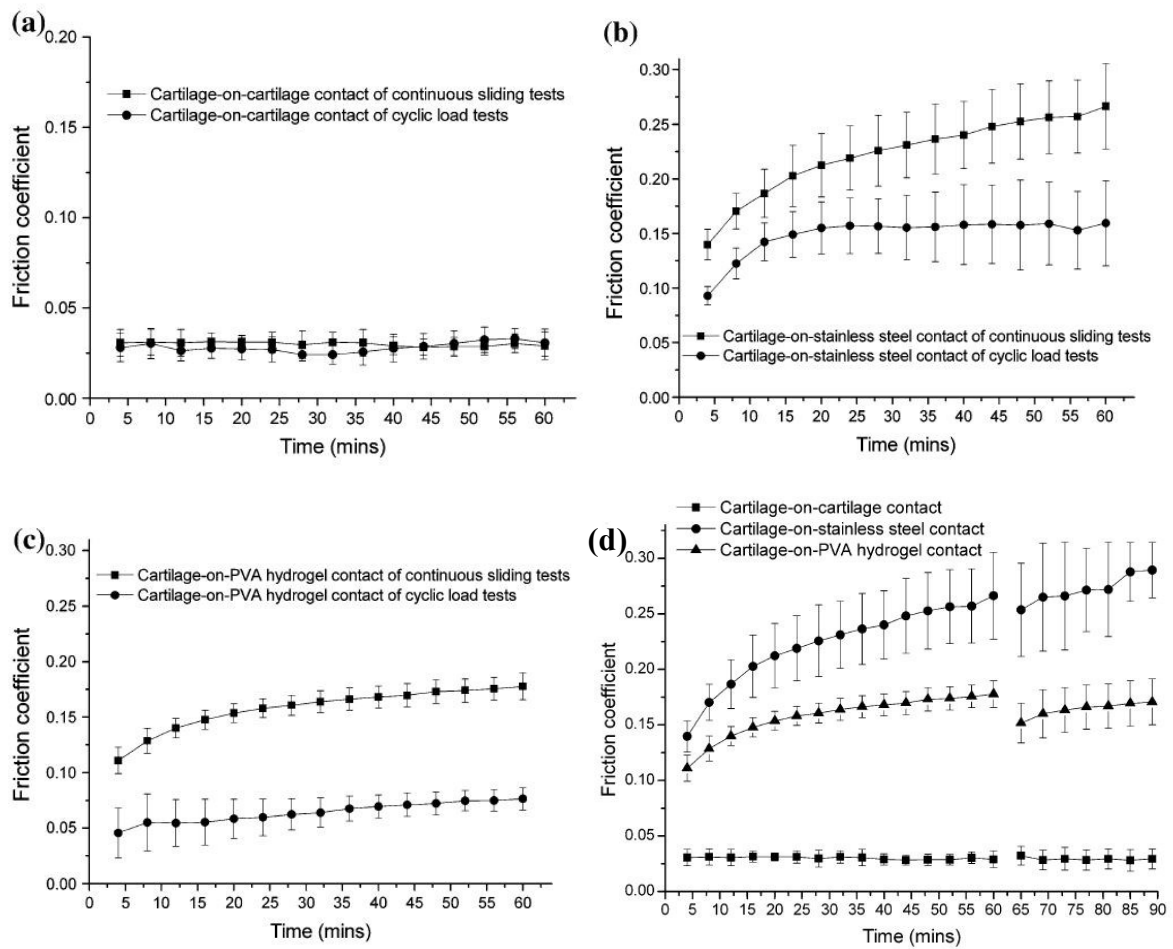 (a)
0.20
0.15
0.10
0.05
0.00
Friction coefficient
Cartilage-on-cartilage contact of continuous sliding tests
Cartilage-on-cartilage contact of cyclic load tests
0 5 10 15 20 25 30 35 40 45 50 55 60
Time (mins)
(b)
0.30
0.25
0.20
0.15
0.10
0.05
0.00
Friction coefficient
Cartilage-on-stainless steel contact of continuous sliding tests
Cartilage-on-stainless steel contact of cyclic load tests
0 5 10 15 20 25 30 35 40 45 50 55 60
Time (mins)
(c)
0.30
0.25
0.20
0.15
0.10
0.05
0.00
Friction coefficient
Cartilage-on-PVA hydrogel contact of continuous sliding tests
Cartilage-on-PVA hydrogel contact of cyclic load tests
0 5 10 15 20 25 30 35 40 45 50 55 60
Time (mins)
(d)
Cartilage-on-cartilage contact
Cartilage-on-stainless steel contact
Cartilage-on-PVA hydrogel contact
0.30
0.25
0.20
0.15
0.10
0.05
0.00
Friction coefficient
0 5 10 15 20 25 30 35 40 45 50 55 60 65 70 75 80 85 90
Time (mins)